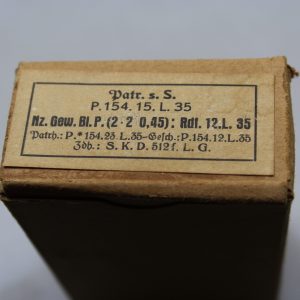 Patr. s. S.
P. 154. 15. L. 35
Nz. Gew. Bl. P. (2 · 2 0,45): Rdf. 12. L. 35
Patrh.: P.* 154. 23 L. 35-Gesch.: P. 154. 12. L. 35
Zdh.: S. K. D. 512 f. L. G.